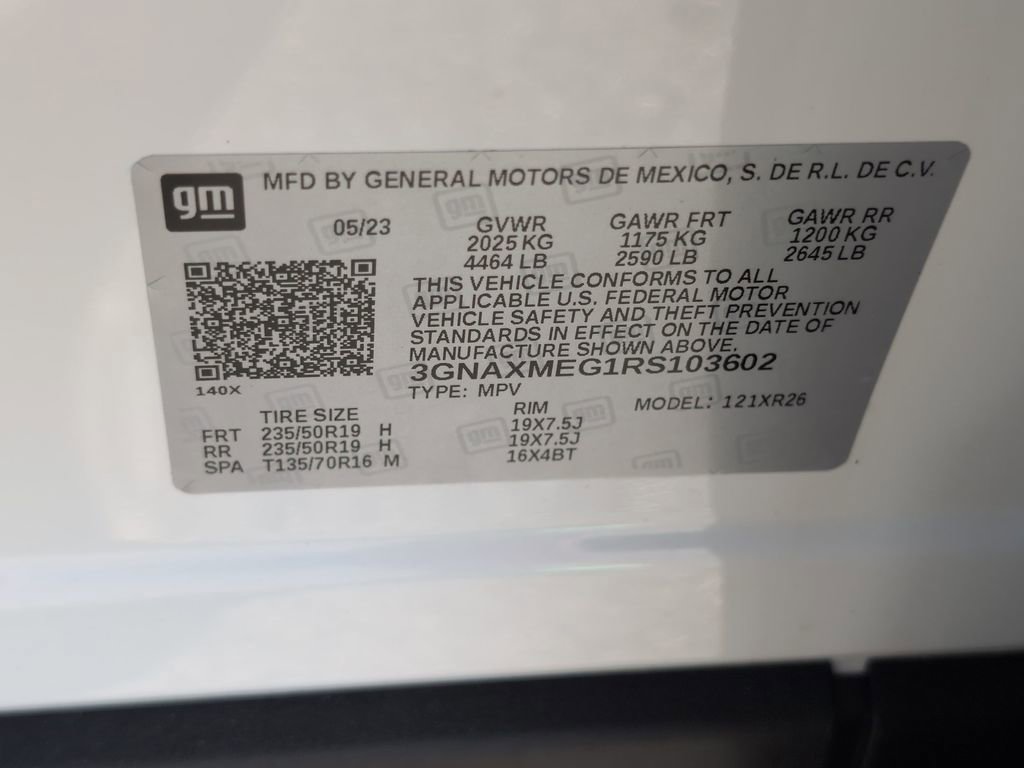 gm MFD BY GENERAL MOTORS DE MEXICO, S. DE R.L. DE C.V.
05/23 GVWR GAWR FRT GAWR RR
2025 KG 1175 KG 1200 KG
4464 LB 2590 LB 2645 LB
THIS VEHICLE CONFORMS TO ALL
APPLICABLE U.S. FEDERAL MOTOR
VEHICLE SAFETY AND THEFT PREVENTION
STANDARDS IN EFFECT ON THE DATE OF
MANUFACTURE SHOWN ABOVE.
3GNAXMEG1RS103602
140X TYPE: MPV MODEL: 121XR26
TIRE SIZE RIM
FRT 235/50R19 H 19X7.5J
RR 235/50R19 H 19X7.5J
SPA T135/70R16 M 16X4BT